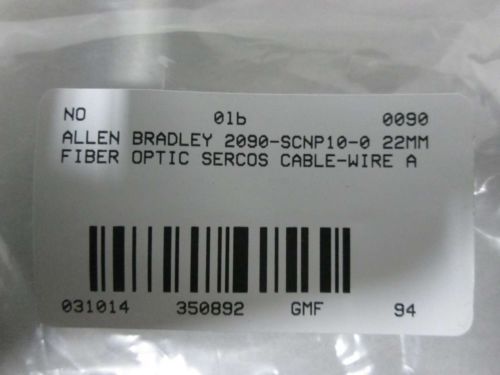 NO 01b 0090
ALLEN BRADLEY 2090-SCNP10-0 22MM
FIBER OPTIC SERCOS CABLE-WIRE A
031014 350892 GMF 94